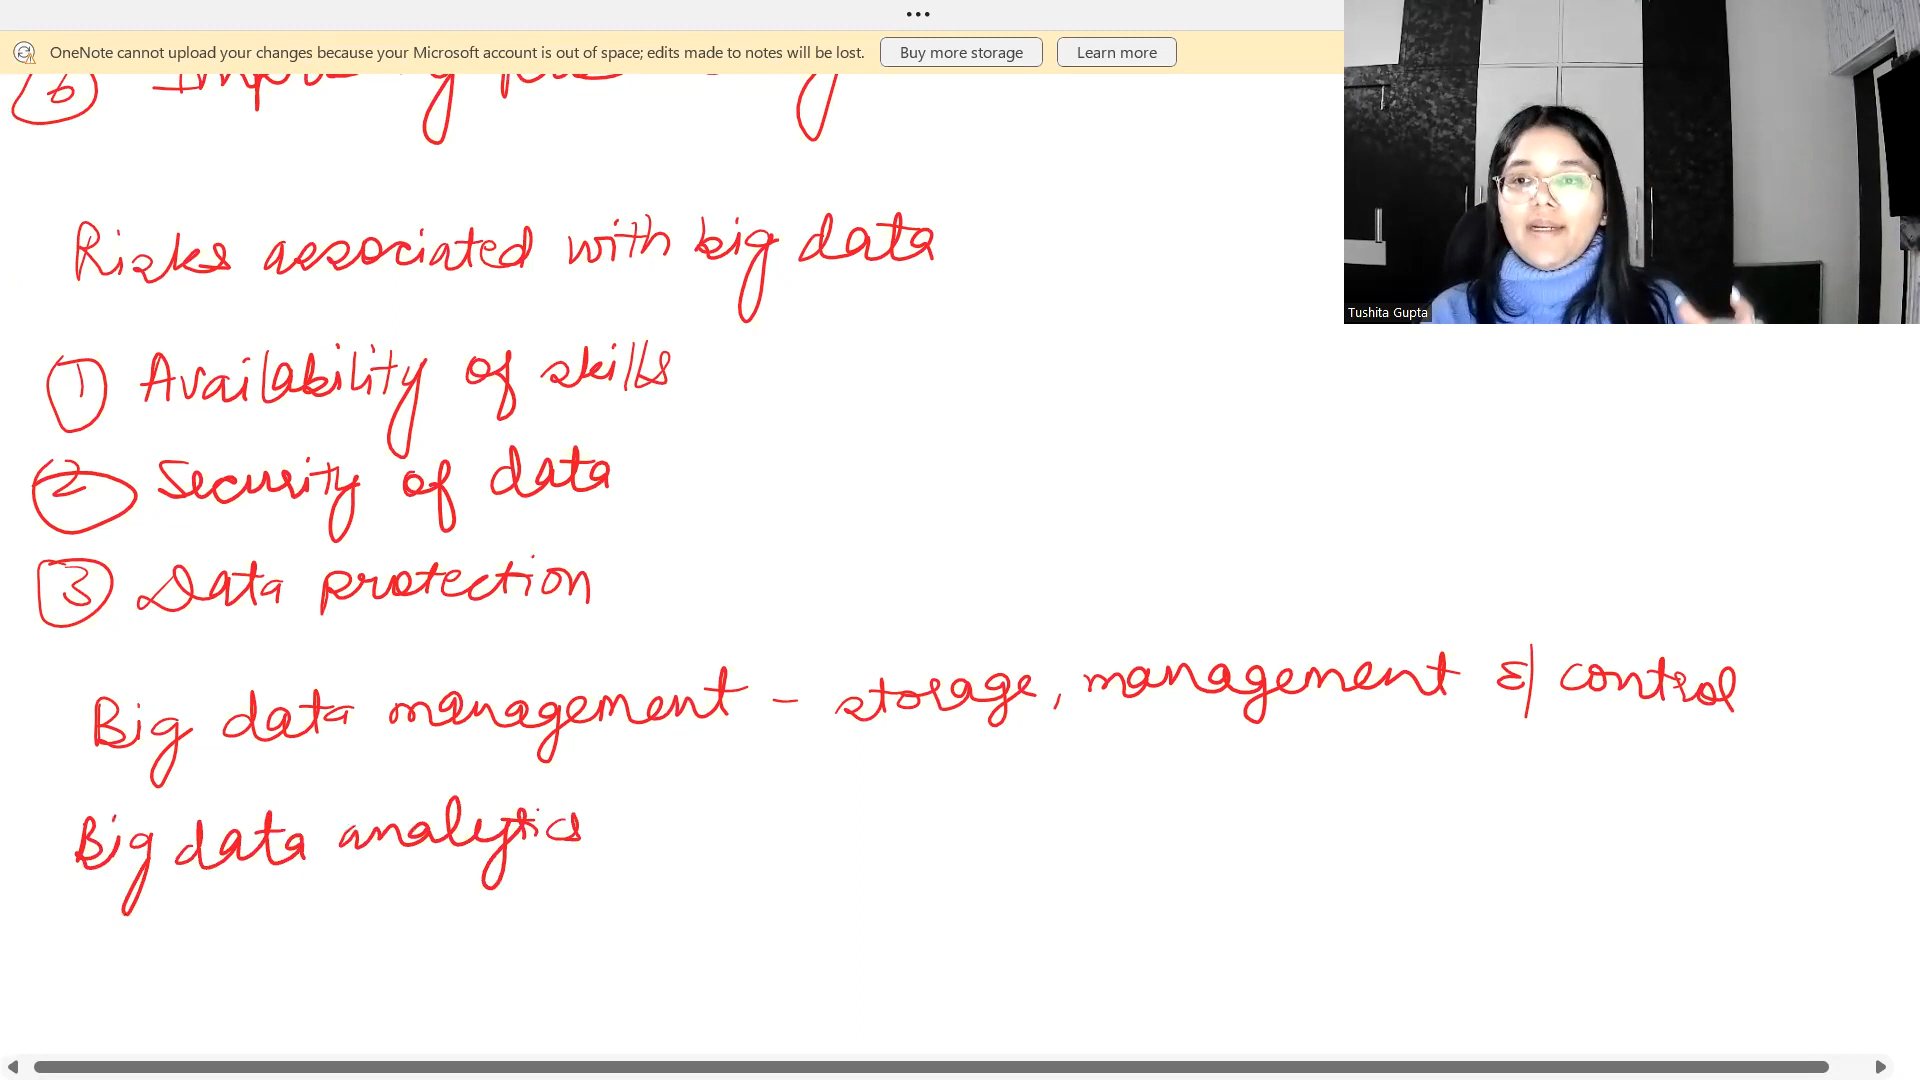 ...
OneNote cannot upload your changes because your Microsoft account is out of space; edits made to notes will be lost. Buy more storage Learn more
6
Risks associated with big data
Tushita Gupta
1 Availability of skills
2 Security of data
3 Data protection
Big data management - storage, management & control
Big data analytics